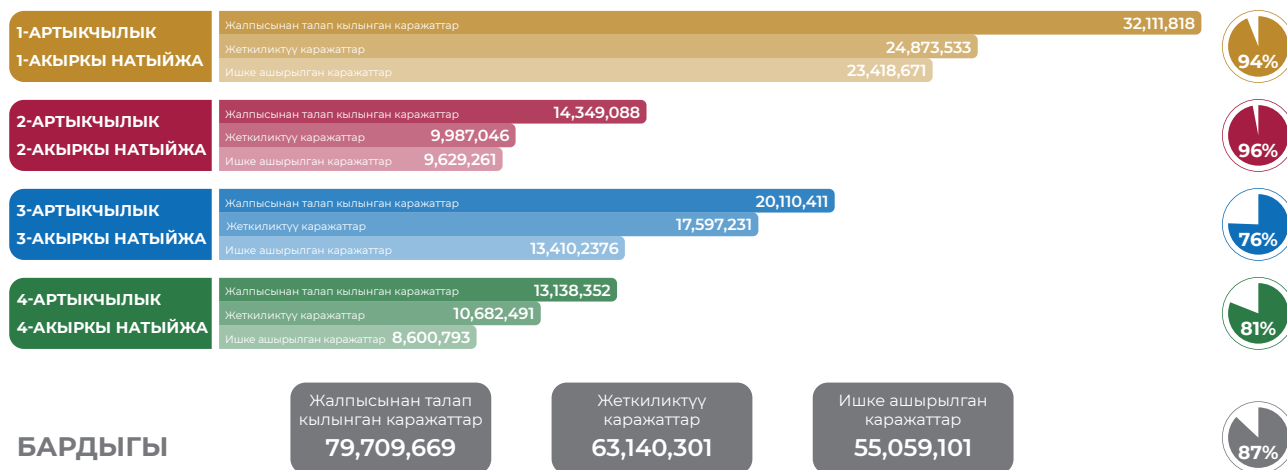 1-АРТЫКЧЫЛЫК
1-АКЫРКЫ НАТЫЙЖА
Жалпысынан талап кылынган каражаттар 32,111,818
Жеткиликтүү каражаттар 24,873,533
Ишке ашырылган каражаттар 23,418,671
94%
2-АРТЫКЧЫЛЫК
2-АКЫРКЫ НАТЫЙЖА
Жалпысынан талап кылынган каражаттар 14,349,088
Жеткиликтүү каражаттар 9,987,046
Ишке ашырылган каражаттар 9,629,261
96%
3-АРТЫКЧЫЛЫК
3-АКЫРКЫ НАТЫЙЖА
Жалпысынан талап кылынган каражаттар 20,110,411
Жеткиликтүү каражаттар 17,597,231
Ишке ашырылган каражаттар 13,410,2376
76%
4-АРТЫКЧЫЛЫК
4-АКЫРКЫ НАТЫЙЖА
Жалпысынан талап кылынган каражаттар 13,138,352
Жеткиликтүү каражаттар 10,682,491
Ишке ашырылган каражаттар 8,600,793
81%
БАРДЫГЫ
Жалпысынан талап
кылынган каражаттар
79,709,669
Жеткиликтүү
каражаттар
63,140,301
Ишке ашырылган
каражаттар
55,059,101
87%